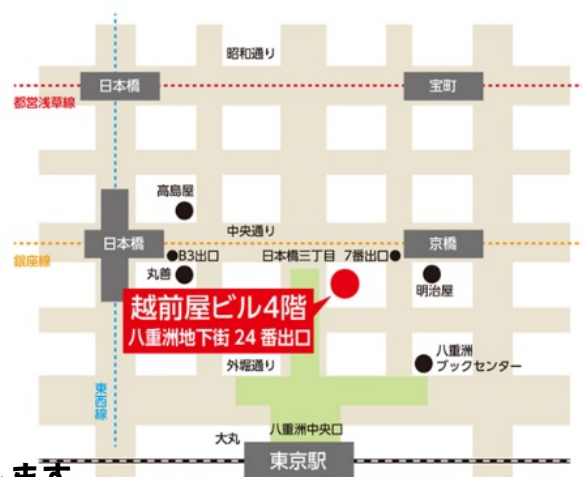 昭和通り
日本橋
宝町
都営浅草線
高島屋
中央通り
日本橋
B3出口
日本橋三丁目 7番出口
京橋
銀座線
丸善
明治屋
越前屋ビル4階
八重洲地下街 24 番出口
外堀通り
八重洲
ブックセンター
東西線
大丸
八重洲中央口
東京駅
ます